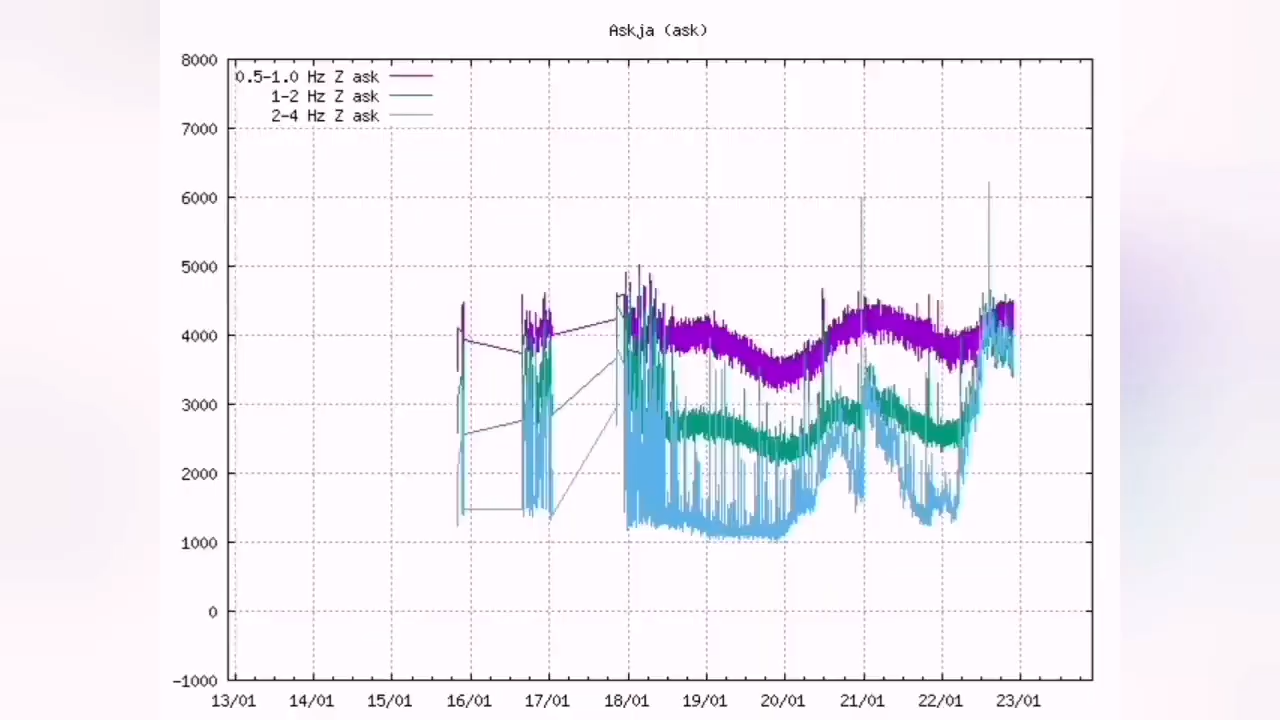 Askja (ask)
8000
0.5-1.0 Hz Z ask
1-2 Hz Z ask
2-4 Hz Z ask
7000
6000
5000
4000
3000
2000
1000
0
-1000
13/01 14/01 15/01 16/01 17/01 18/01 19/01 20/01 21/01 22/01 23/01